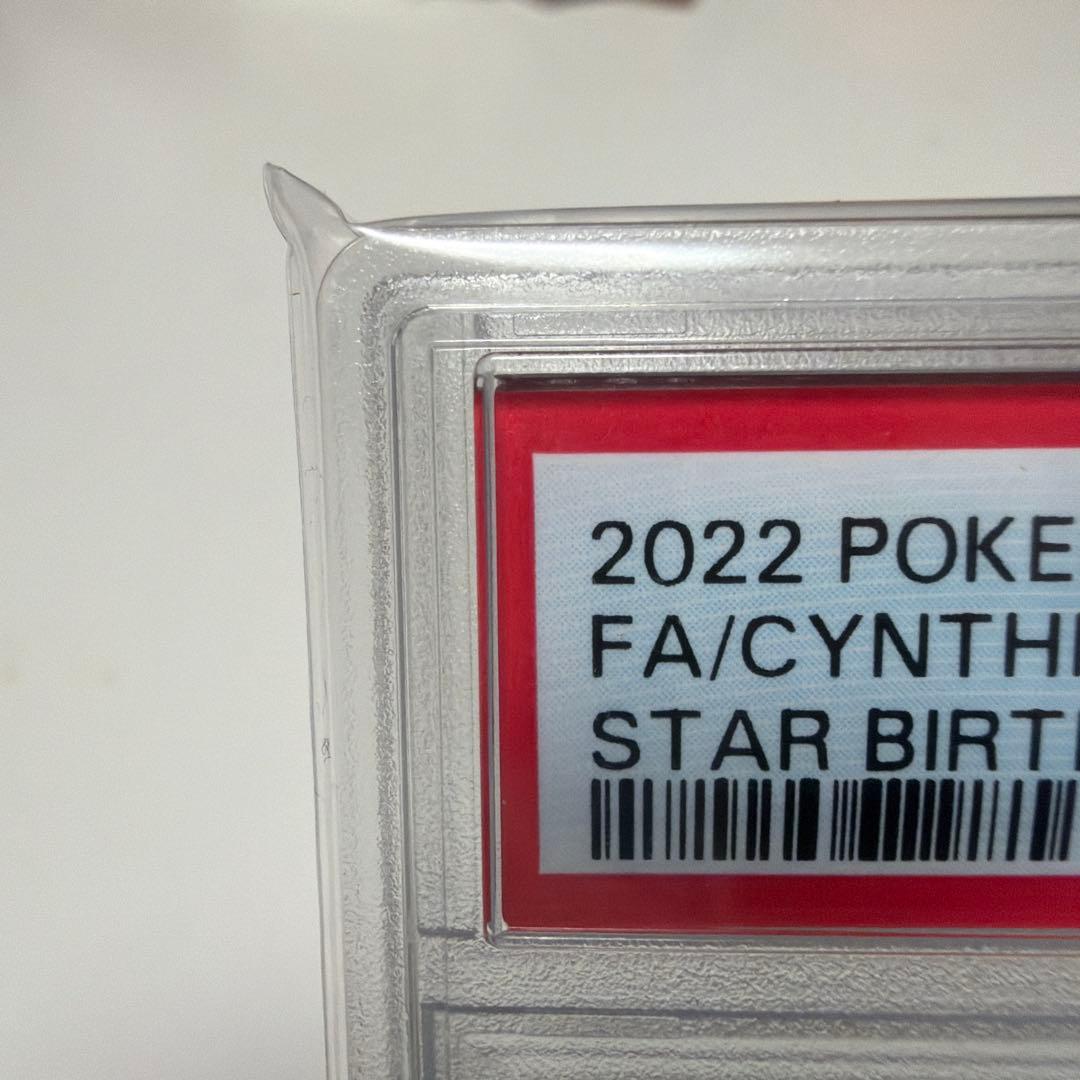 2022 POKE
FA/CYNTH
STAR BIRT